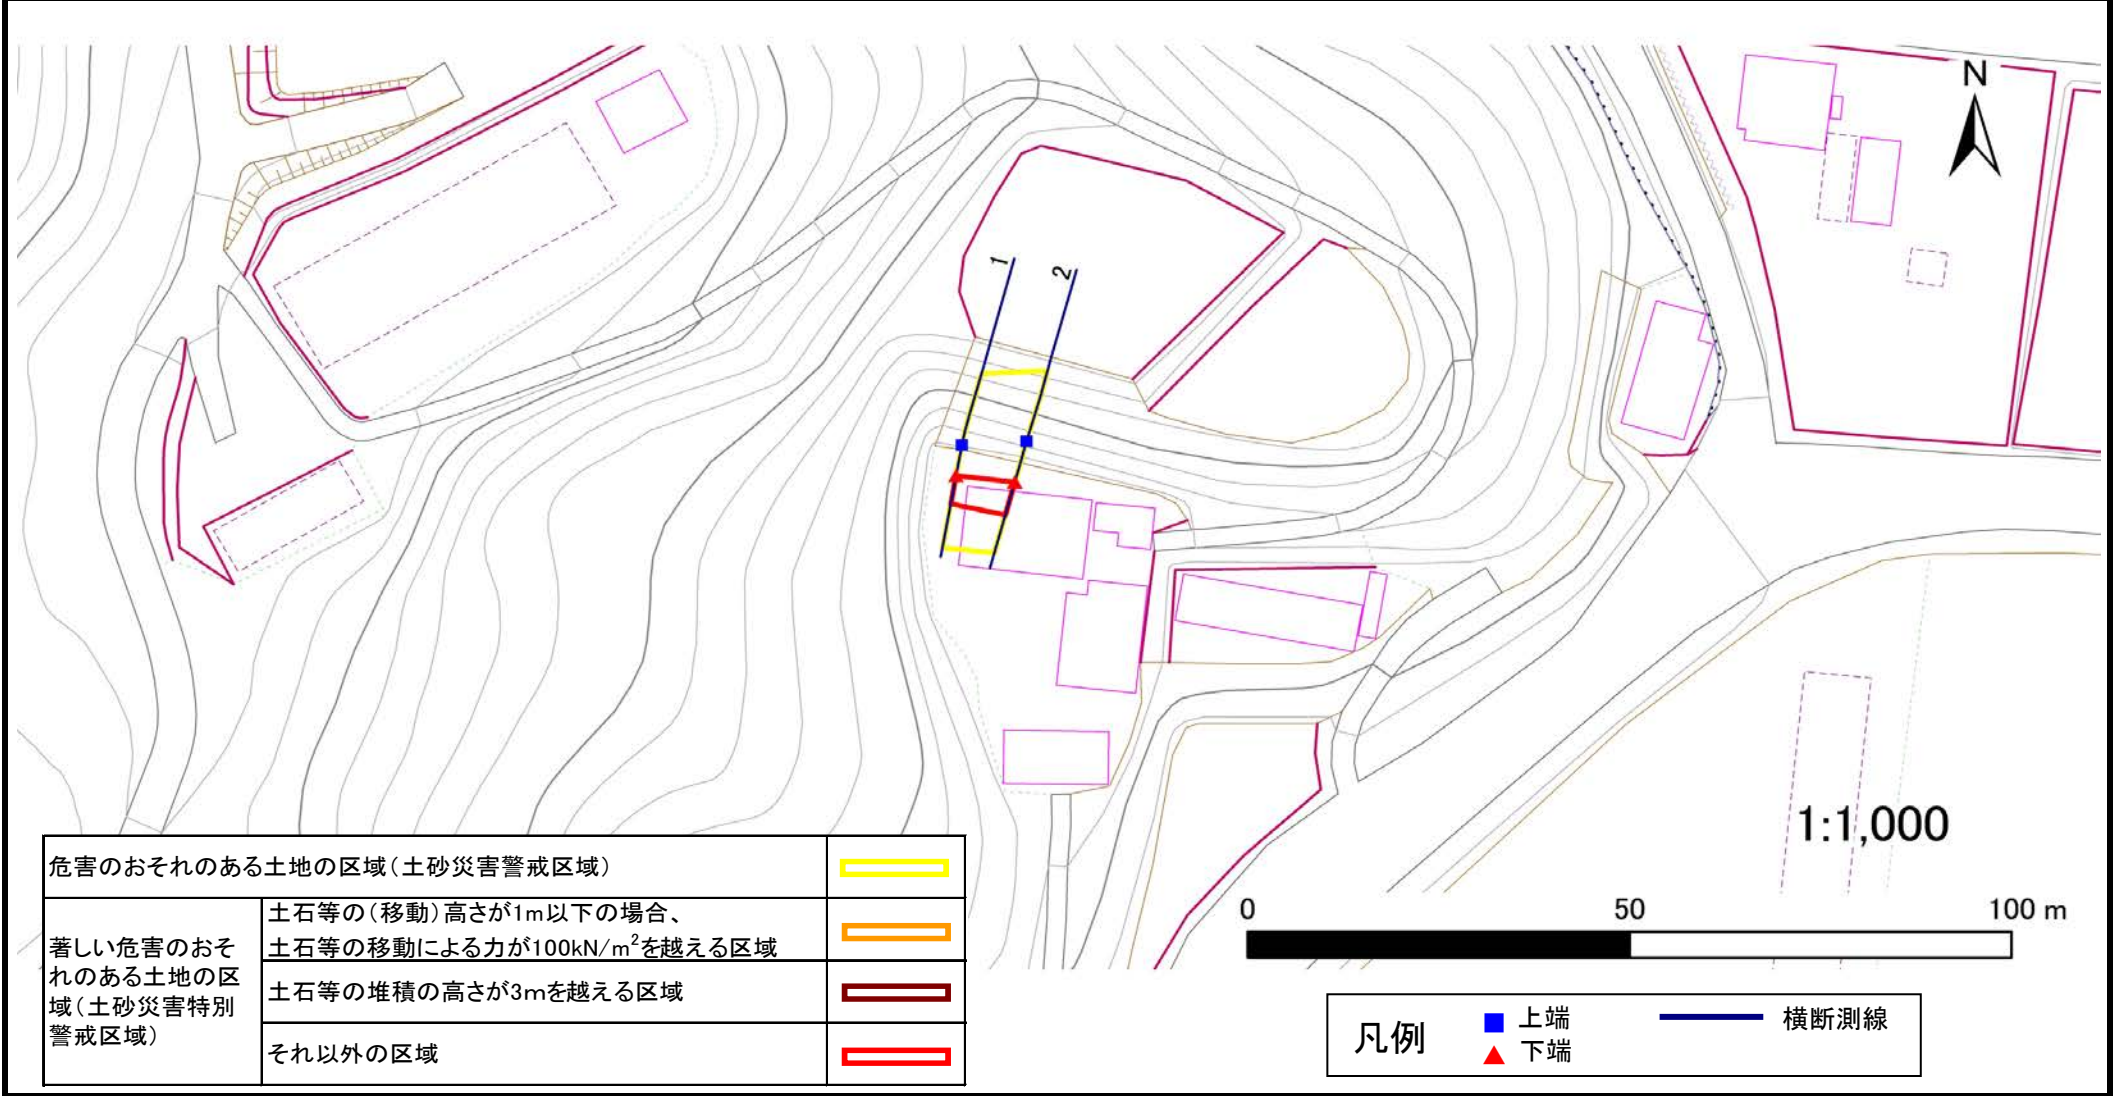 N
1
2
1:1,000
0 50 100 m
危害のおそれのある土地の区域(土砂災害警戒区域)
著しい危害のおそ
れのある土地の区
域(土砂災害特別
警戒区域)
土石等の(移動)高さが1m以下の場合、
土石等の移動による力が100kN/m²を越える区域
土石等の堆積の高さが3mを越える区域
それ以外の区域
凡例
上端
下端
横断測線